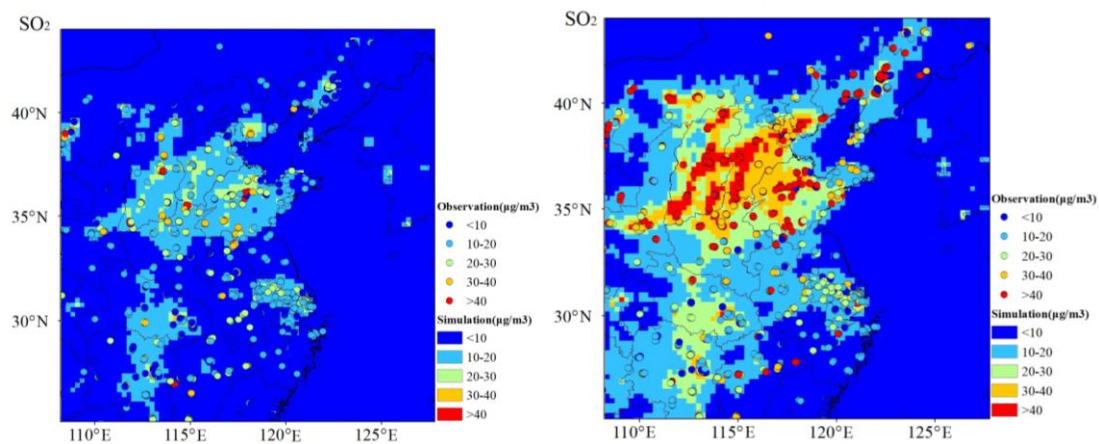 SO₂
40°N
35°N
30°N
110°E 115°E 120°E 125°E
Observation(μg/m3)
<10
10-20
20-30
30-40
>40
Simulation(μg/m3)
<10
10-20
20-30
30-40
>40
SO₂
40°N
35°N
30°N
110°E 115°E 120°E 125°E
Observation(μg/m3)
<10
10-20
20-30
30-40
>40
Simulation(μg/m3)
<10
10-20
20-30
30-40
>40